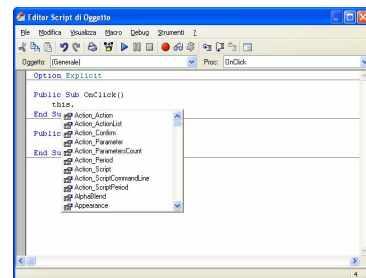 Editor Script di Oggetto
File Modifica Visualizza Macro Debug Strumenti ?
Oggetto: (Generale) Proc: OnClick
Option Explicit
Public Sub OnClick()
this.
End Su
Action_Action
Action_ActionList
Public
Action_Confirm
Action_Parameter
Action_ParametersCount
End Su
Action_Period
Action_Script
Action_ScriptCommandLine
Action_ScriptPeriod
AlphaBlend
Appearance
4